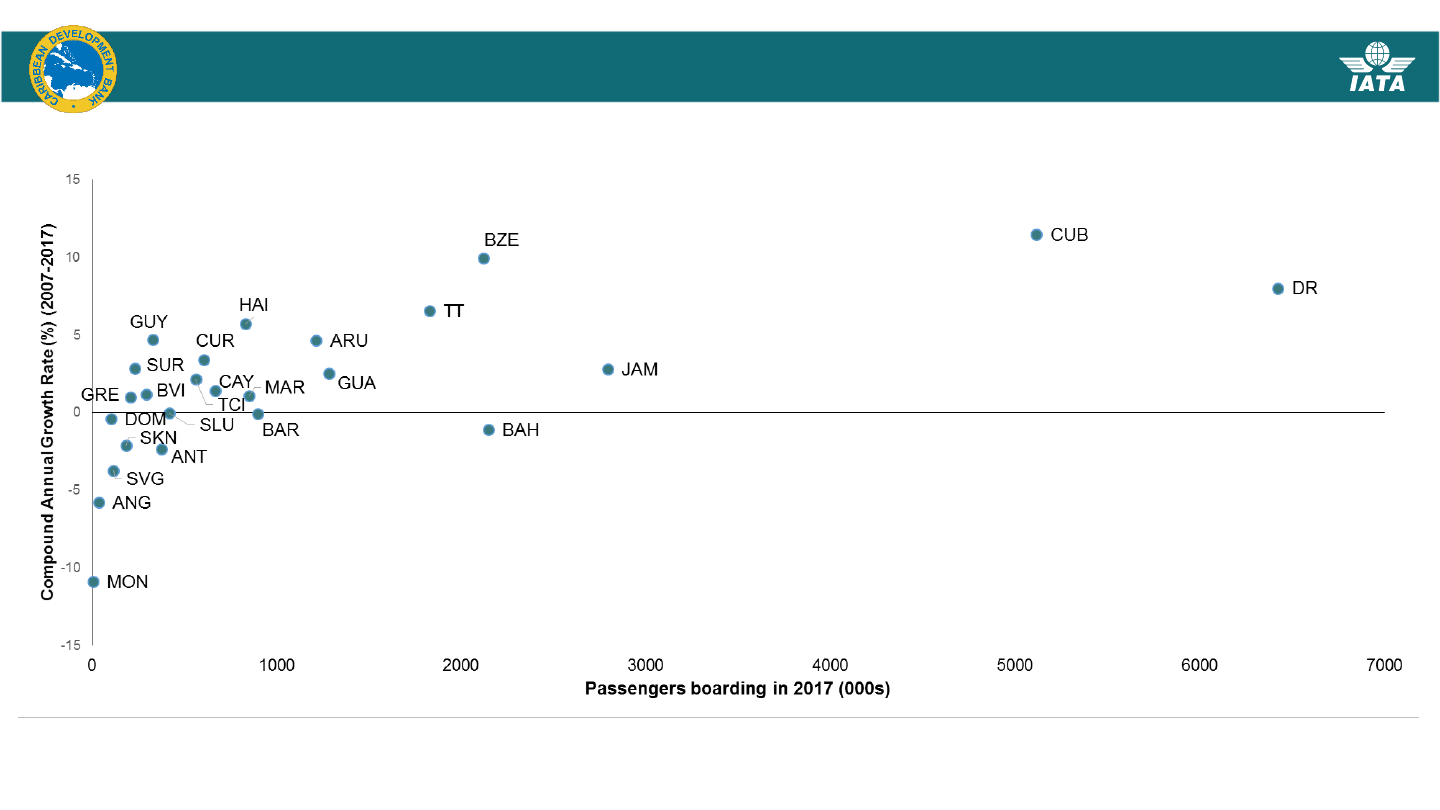 CARIBBEAN DEVELOPMENT BANK
IATA
Compound Annual Growth Rate (%) (2007-2017)
15
10
5
0
-5
-10
-15
BZE
CUB
DR
HAI
TT
GUY
CUR
ARU
SUR
JAM
GUA
CAY
MAR
BVI
GRE
TCI
DOM
SLU
BAR
BAH
SKN
ANT
SVG
ANG
MON
0 1000 2000 3000 4000 5000 6000 7000
Passengers boarding in 2017 (000s)